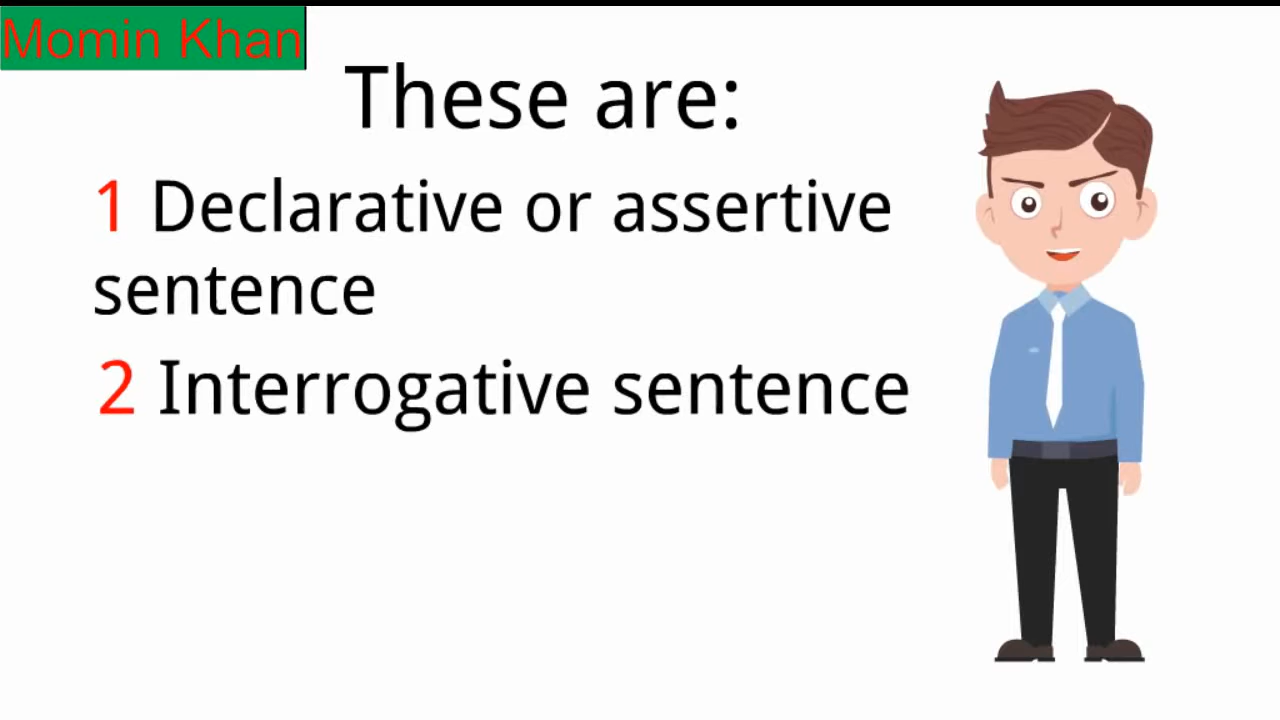 Momin Khan
These are:
1 Declarative or assertive
sentence
2 Interrogative sentence